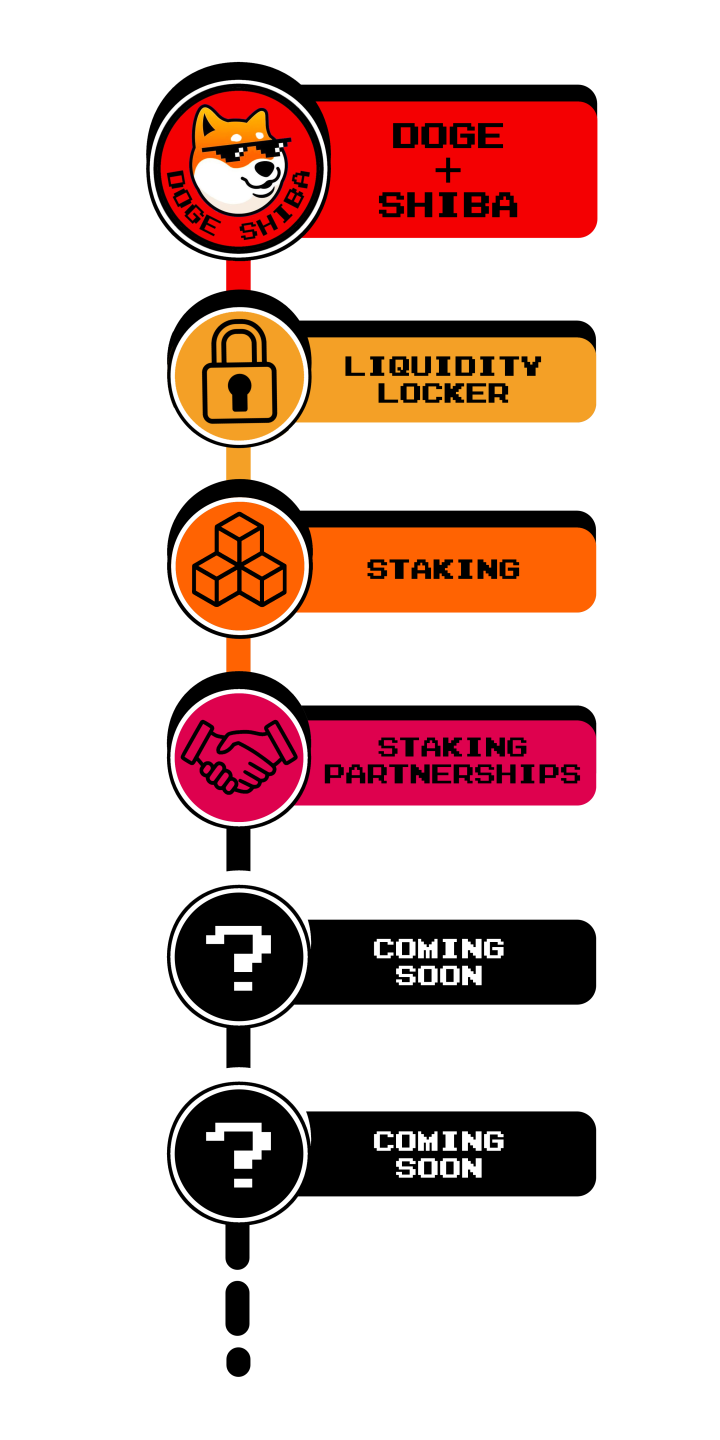 DOGE SHIBA
DOGE
+
SHIBA
LIQUIDITY
LOCKER
STAKING
STAKING
PARTNERSHIPS
?
COMING
SOON
?
COMING
SOON